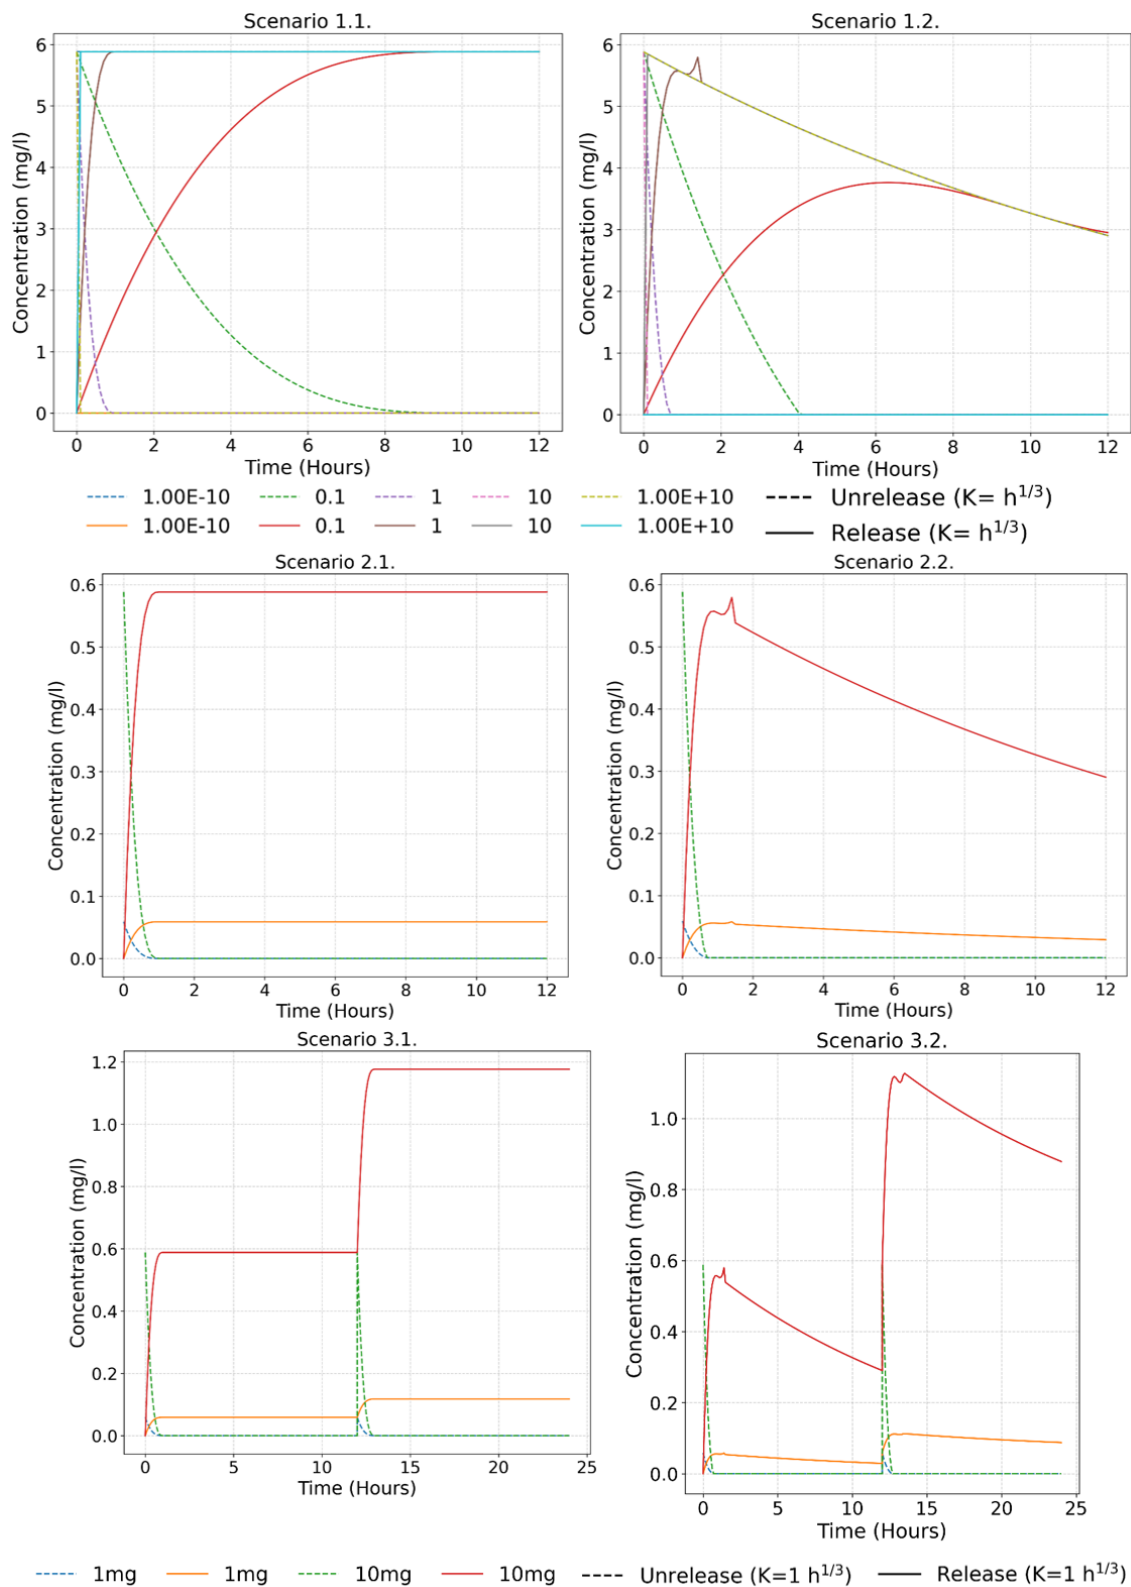 Scenario 1.1.
Concentration (mg/l)
6
5
4
3
2
1
0
0 2 4 6 8 10 12
Time (Hours)
Scenario 1.2.
Concentration (mg/l)
6
5
4
3
2
1
0
0 2 4 6 8 10 12
Time (Hours)
1.00E-10 0.1 1 10 1.00E+10 Unrelease (K= h^1/3)
1.00E-10 0.1 1 10 1.00E+10 Release (K= h^1/3)
Scenario 2.1.
Concentration (mg/l)
0.6
0.5
0.4
0.3
0.2
0.1
0.0
0 2 4 6 8 10 12
Time (Hours)
Scenario 2.2.
Concentration (mg/l)
0.6
0.5
0.4
0.3
0.2
0.1
0.0
0 2 4 6 8 10 12
Time (Hours)
Scenario 3.1.
Concentration (mg/l)
1.2
1.0
0.8
0.6
0.4
0.2
0.0
0 5 10 15 20 25
Time (Hours)
Scenario 3.2.
Concentration (mg/l)
1.0
0.8
0.6
0.4
0.2
0.0
0 5 10 15 20 25
Time (Hours)
1mg 1mg 10mg 10mg Unrelease (K=1 h^1/3) Release (K=1 h^1/3)